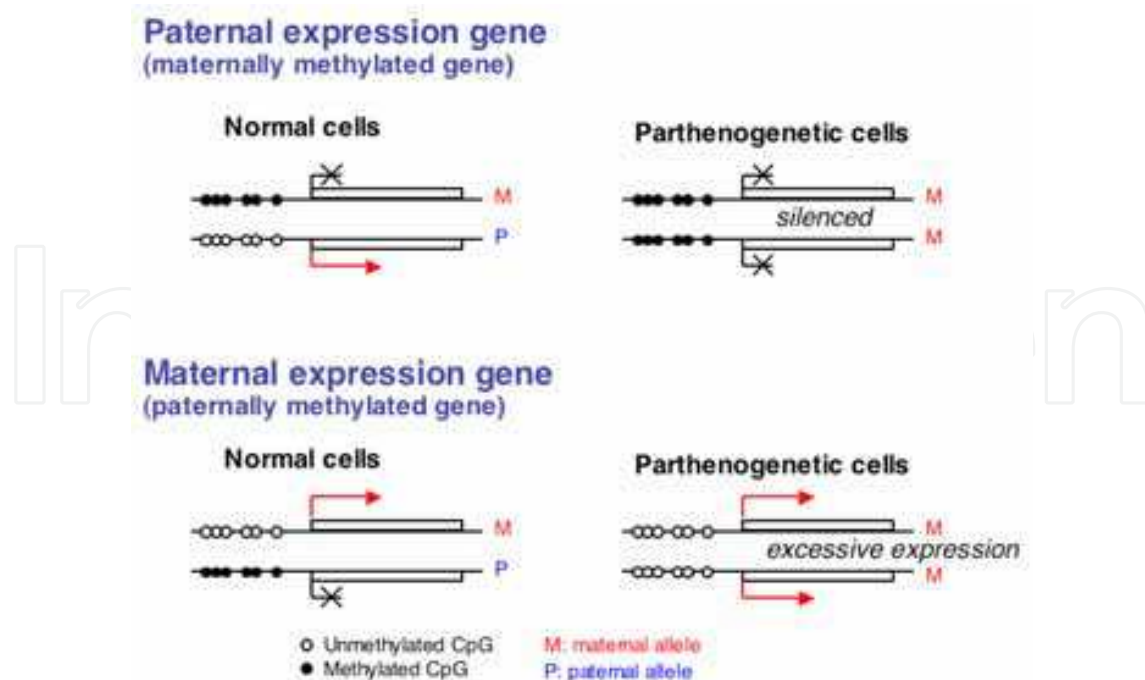 Paternal expression gene
(maternally methylated gene)
Normal cells
Parthenogenetic cells
M
P
M
silenced
M
Maternal expression gene
(paternally methylated gene)
Normal cells
Parthenogenetic cells
M
P
M
excessive expression
M
Unmethylated CpG
Methylated CpG
M: maternal allele
P: paternal allele